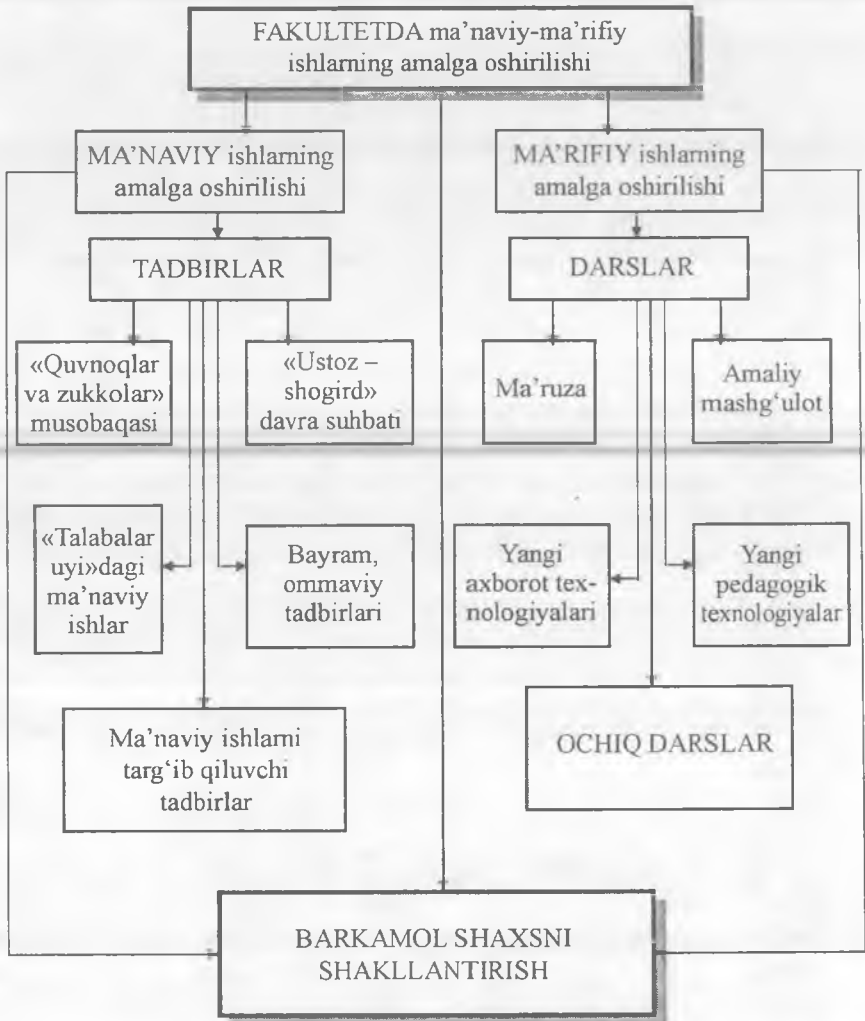 FAKULTETDA ma'naviy-ma'rifiy
ishlarning amalga oshirilishi
MA'NAVIY ishlarning
amalga oshirilishi
MA'RIFIY ishlarning
amalga oshirilishi
TADBIRLAR
DARSLAR
«Quvnoqlar
va zukkolar»
musobaqasi
«Ustoz –
shogird»
davra suhbati
Ma'ruza
Amaliy
mashg‘ulot
«Talabalar
uyi»dagi
ma'naviy
ishlar
Bayram,
ommaviy
tadbirlari
Yangi
axborot tex-
nologiyalari
Yangi
pedagogik
texnologiyalar
Ma'naviy ishlarni
targ‘ib qiluvchi
tadbirlar
OCHIQ DARSLAR
BARKAMOL SHAXSNI
SHAKLLANTIRISH